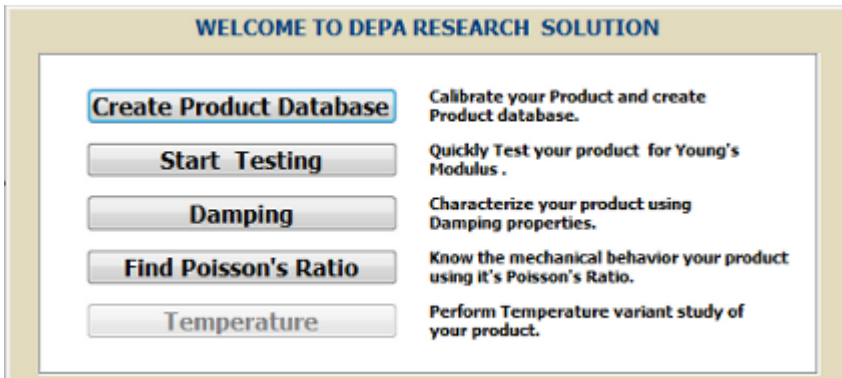 WELCOME TO DEPA RESEARCH SOLUTION
Create Product Database
Calibrate your Product and create
Product database.
Start Testing
Quickly Test your product for Young's
Modulus .
Damping
Characterize your product using
Damping properties.
Find Poisson's Ratio
Know the mechanical behavior your product
using it's Poisson's Ratio.
Temperature
Perform Temperature variant study of
your product.